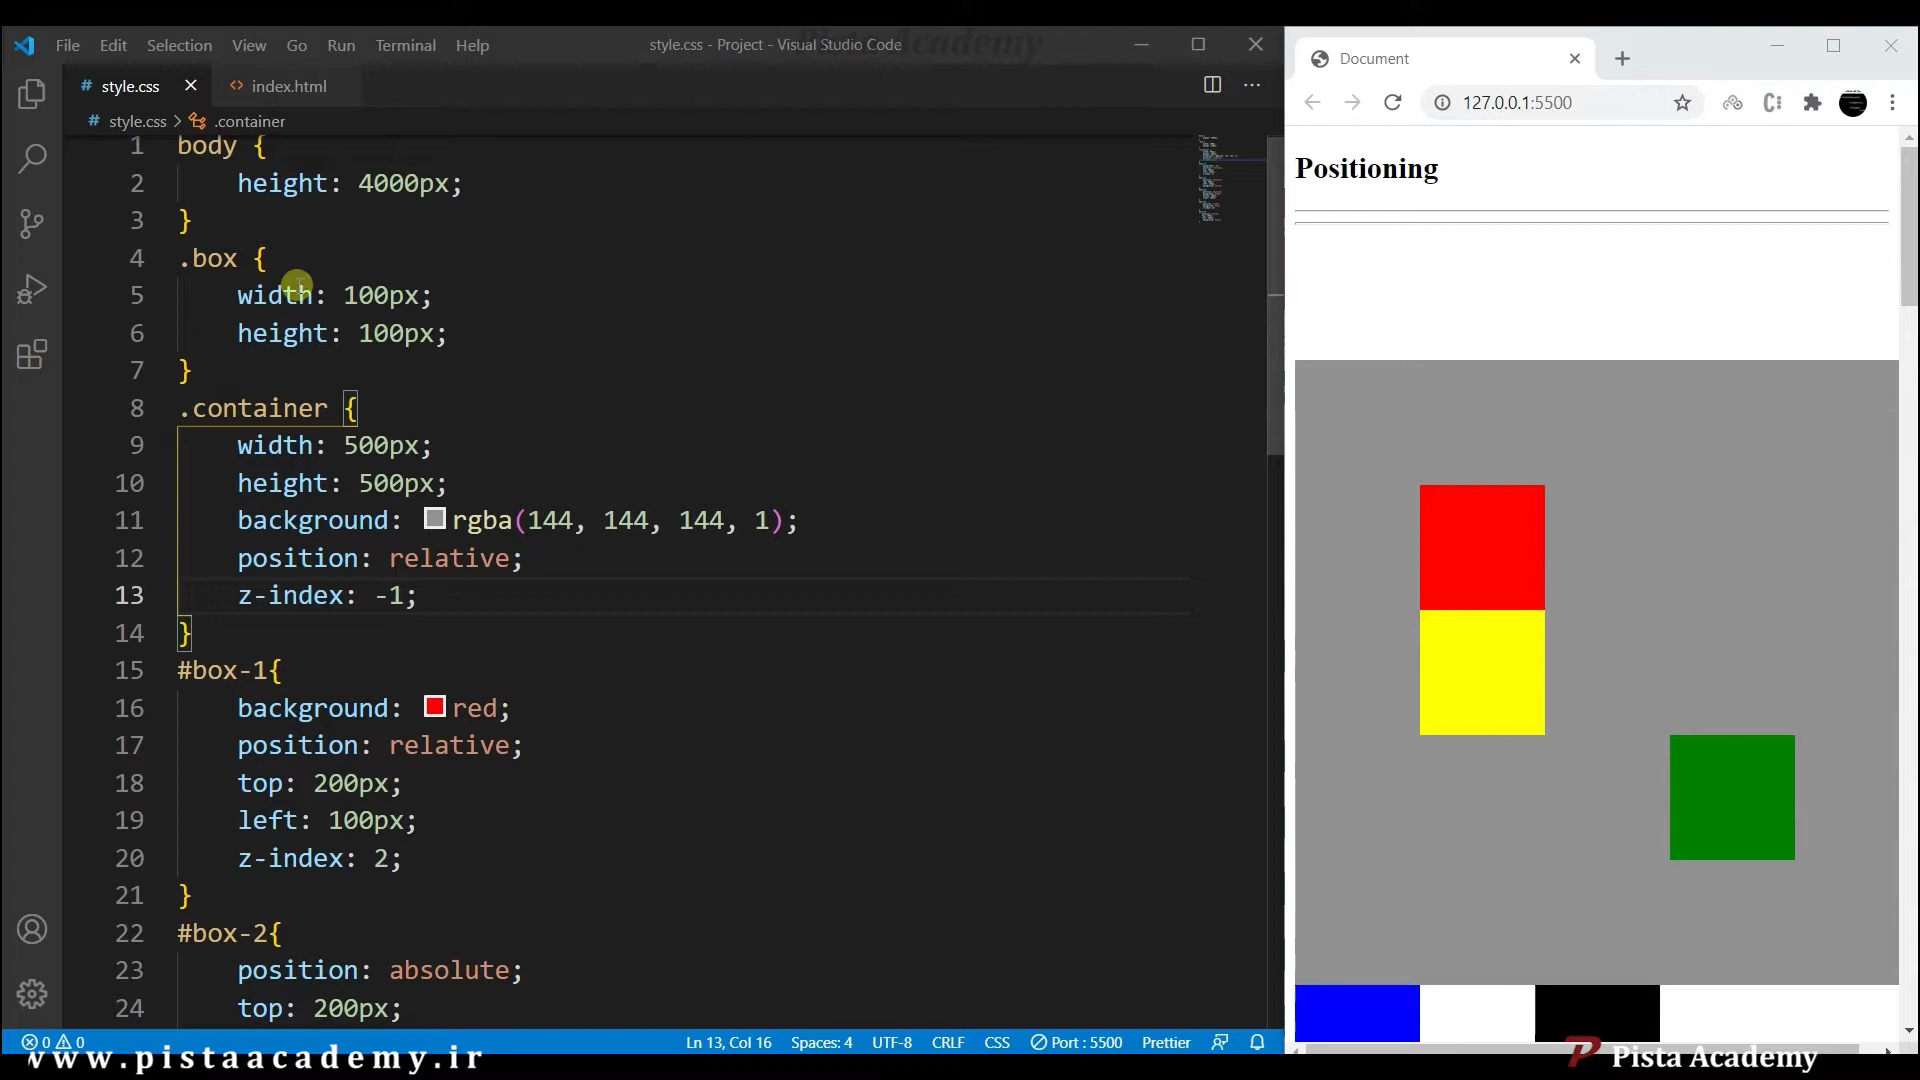 File Edit Selection View Go Run Terminal Help
style.css - Project - Visual Studio Code
Academy
# style.css
<> index.html
# style.css > .container
1 body {
2 height: 4000px;
3 }
4 .box {
5 width: 100px;
6 height: 100px;
7 }
8 .container {
9 width: 500px;
10 height: 500px;
11 background: rgba(144, 144, 144, 1);
12 position: relative;
13 z-index: -1;
14 }
15 #box-1{
16 background: red;
17 position: relative;
18 top: 200px;
19 left: 100px;
20 z-index: 2;
21 }
22 #box-2{
23 position: absolute;
24 top: 200px;
0 0
Ln 13, Col 16 Spaces: 4 UTF-8 CRLF CSS Port : 5500 Prettier
Document
127.0.0.1:5500
Positioning
www.pistaacademy.ir
Pista Academy